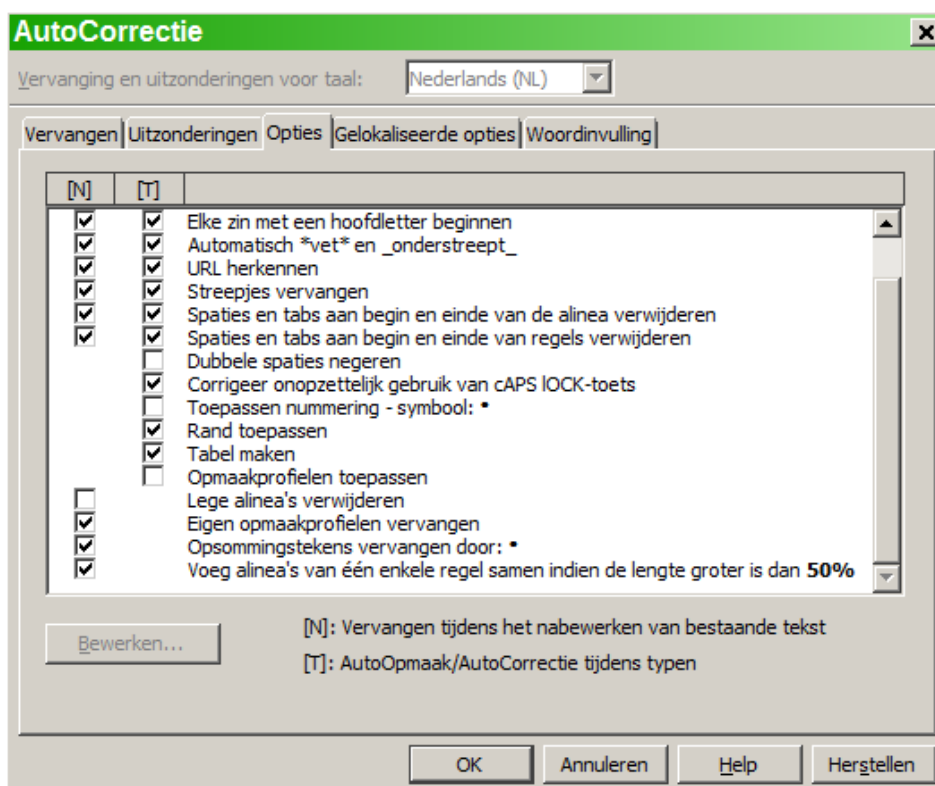 AutoCorrectie
Vervanging en uitzonderingen voor taal: Nederlands (NL)
Vervangen Uitzonderingen Opties Gelokaliseerde opties Woordinvulling
[N] [T]
Elke zin met een hoofdletter beginnen
Automatisch *vet* en _onderstreept_
URL herkennen
Streepjes vervangen
Spaties en tabs aan begin en einde van de alinea verwijderen
Spaties en tabs aan begin en einde van regels verwijderen
Dubbele spaties negeren
Corrigeer onopzettelijk gebruik van cAPS lOCK-toets
Toepassen nummering - symbool: •
Rand toepassen
Tabel maken
Opmaakprofielen toepassen
Lege alinea's verwijderen
Eigen opmaakprofielen vervangen
Opsommingstekens vervangen door: •
Voeg alinea's van één enkele regel samen indien de lengte groter is dan 50%
Bewerken...
[N]: Vervangen tijdens het nabewerken van bestaande tekst
[T]: AutoOpmaak/AutoCorrectie tijdens typen
OK Annuleren Help Herstellen